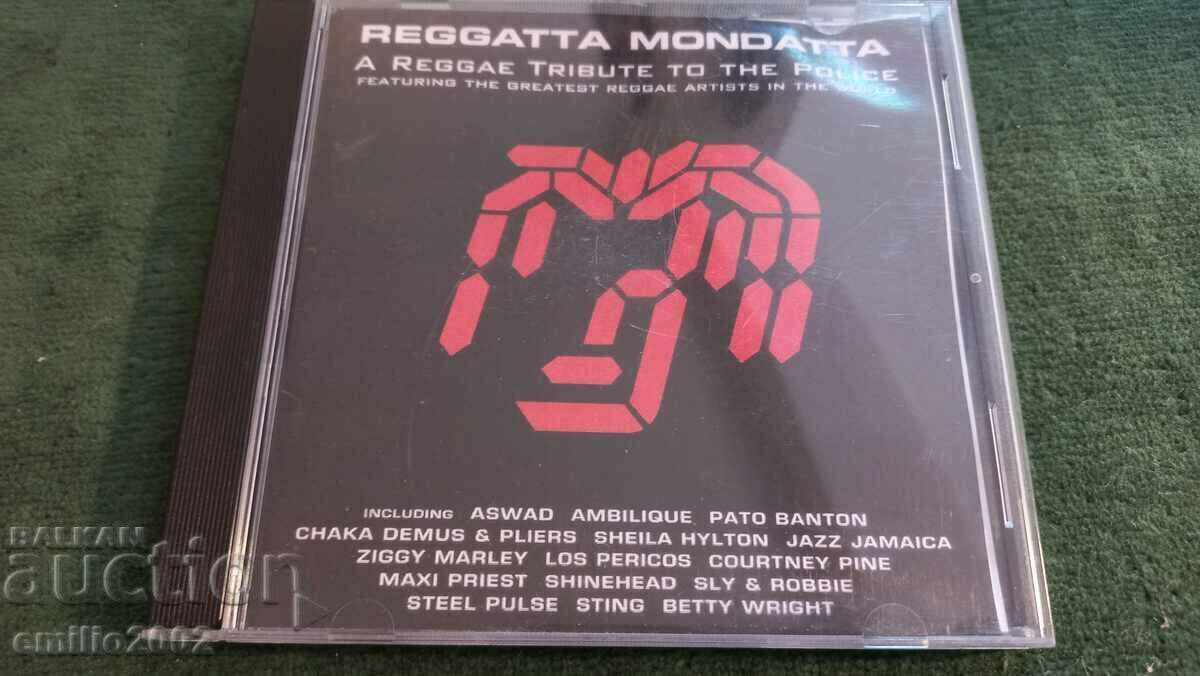 REGGATTA MONDATTA
A REGGAE TRIBUTE TO THE POLICE
FEATURING THE GREATEST REGGAE ARTISTS IN THE WORLD
INCLUDING ASWAD AMBILIQUE PATO BANTON
CHAKA DEMUS & PLIERS SHEILA HYLTON JAZZ JAMAICA
ZIGGY MARLEY LOS PERICOS COURTNEY PINE
MAXI PRIEST SHINEHEAD SLY & ROBBIE
STEEL PULSE STING BETTY WRIGHT
BALKAN
auction
emilio2002